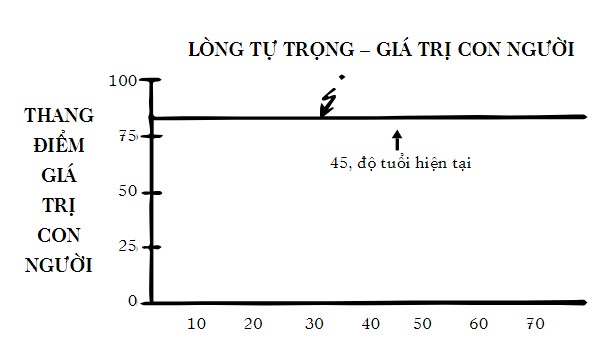 LÒNG TỰ TRỌNG – GIÁ TRỊ CON NGƯỜI
100
THANG
ĐIỂM
GIÁ
TRỊ
CON
NGƯỜI
75
50
25
0
45, độ tuổi hiện tại
10 20 30 40 50 60 70